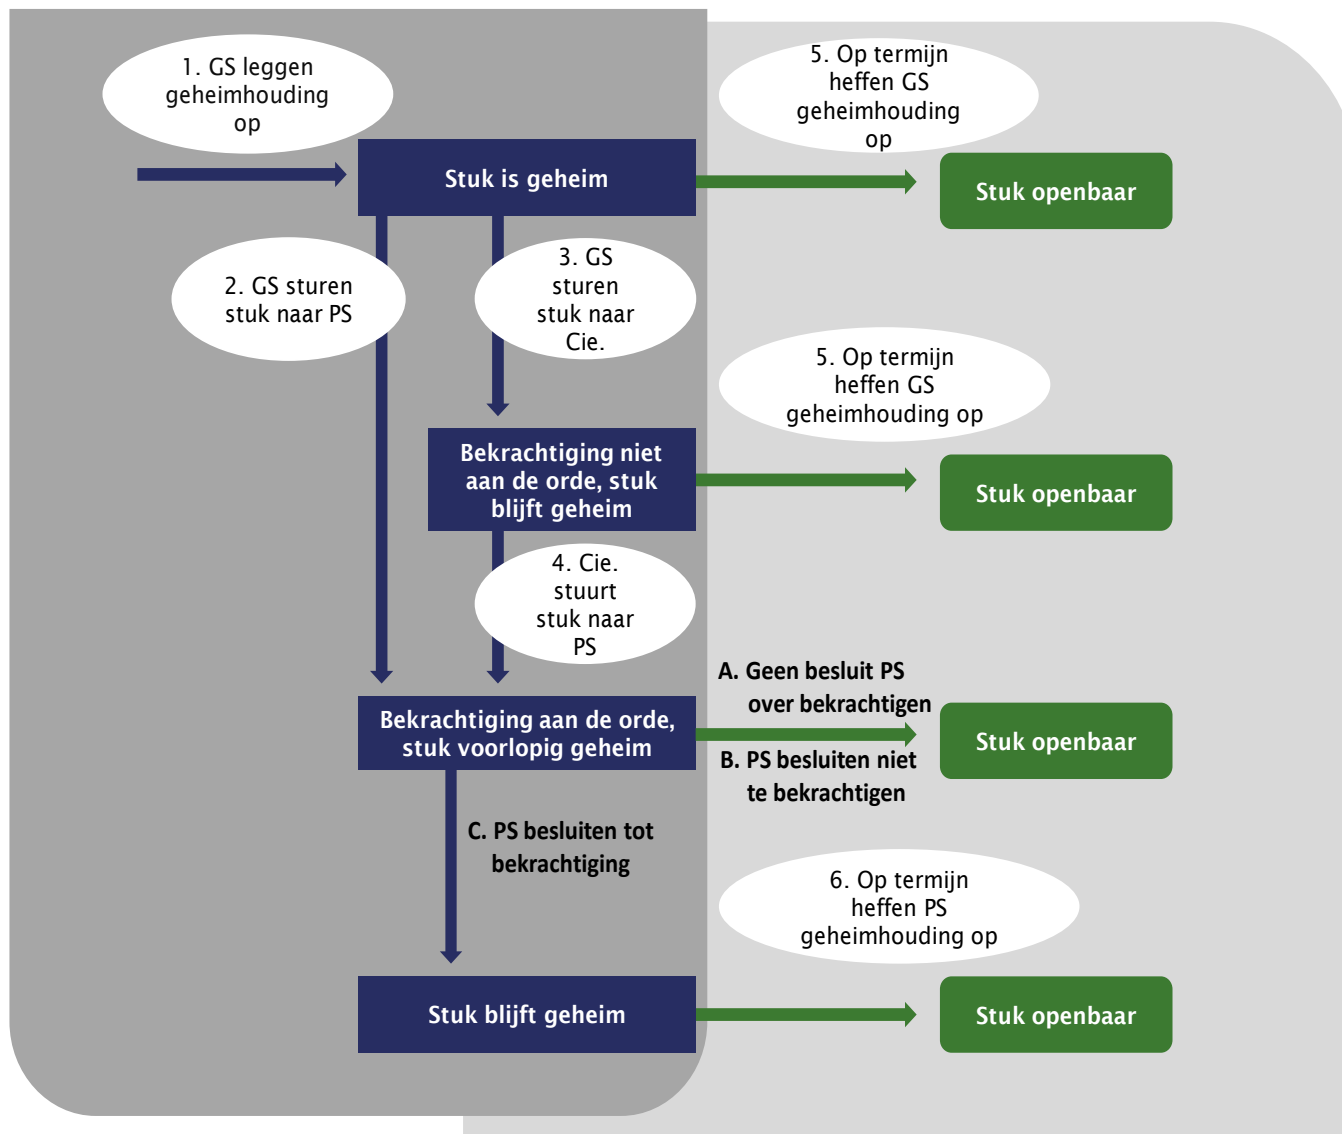 1. GS leggen
geheimhouding
op
5. Op termijn
heffen GS
geheimhouding
op
Stuk is geheim
Stuk openbaar
2. GS sturen
stuk naar PS
3. GS
sturen
stuk naar
Cie.
5. Op termijn
heffen GS
geheimhouding op
Bekrachtiging niet
aan de orde, stuk
blijft geheim
Stuk openbaar
4. Cie.
stuurt
stuk naar
PS
A. Geen besluit PS
over bekrachtigen
Bekrachtiging aan de orde,
stuk voorlopig geheim
Stuk openbaar
B. PS besluiten niet
te bekrachtigen
C. PS besluiten tot
bekrachtiging
6. Op termijn
heffen PS
geheimhouding op
Stuk blijft geheim
Stuk openbaar